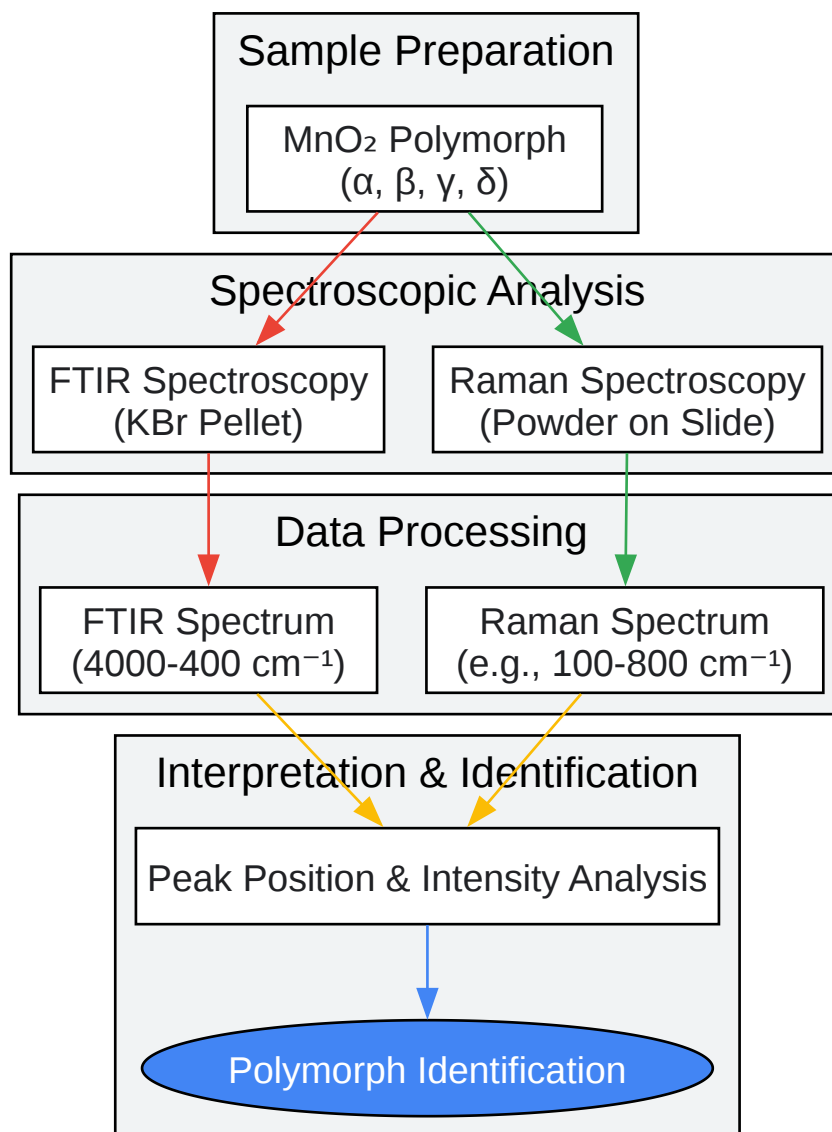 Sample Preparation
MnO₂ Polymorph
(α, β, γ, δ)
Spectroscopic Analysis
FTIR Spectroscopy
(KBr Pellet)
Raman Spectroscopy
(Powder on Slide)
Data Processing
FTIR Spectrum
(4000-400 cm⁻¹)
Raman Spectrum
(e.g., 100-800 cm⁻¹)
Interpretation & Identification
Peak Position & Intensity Analysis
Polymorph Identification